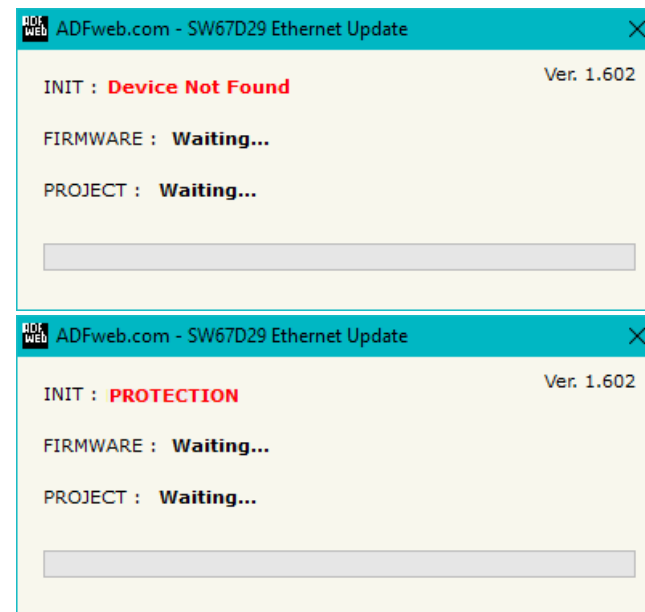 ADF WEB ADFweb.com - SW67D29 Ethernet Update
Ver. 1.602
INIT : Device Not Found
FIRMWARE : Waiting...
PROJECT : Waiting...
ADF WEB ADFweb.com - SW67D29 Ethernet Update
Ver. 1.602
INIT : PROTECTION
FIRMWARE : Waiting...
PROJECT : Waiting...